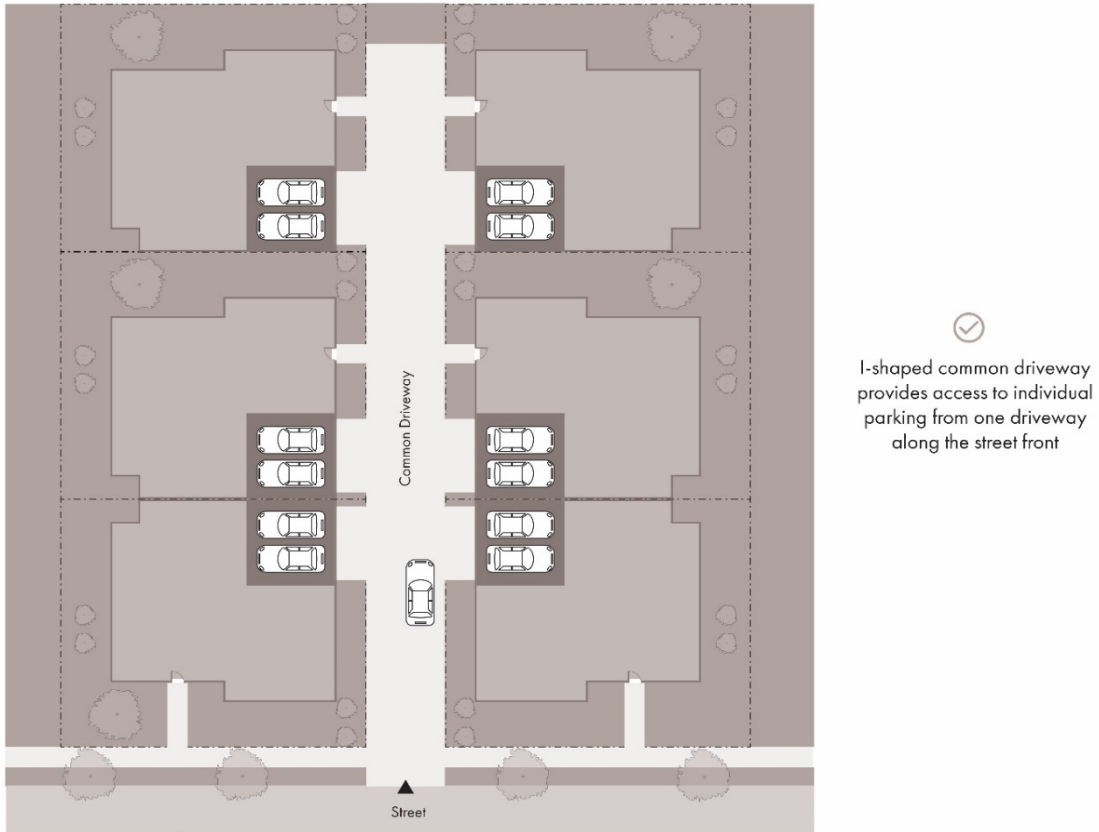 Common Driveway
Street
I-shaped common driveway
provides access to individual
parking from one driveway
along the street front